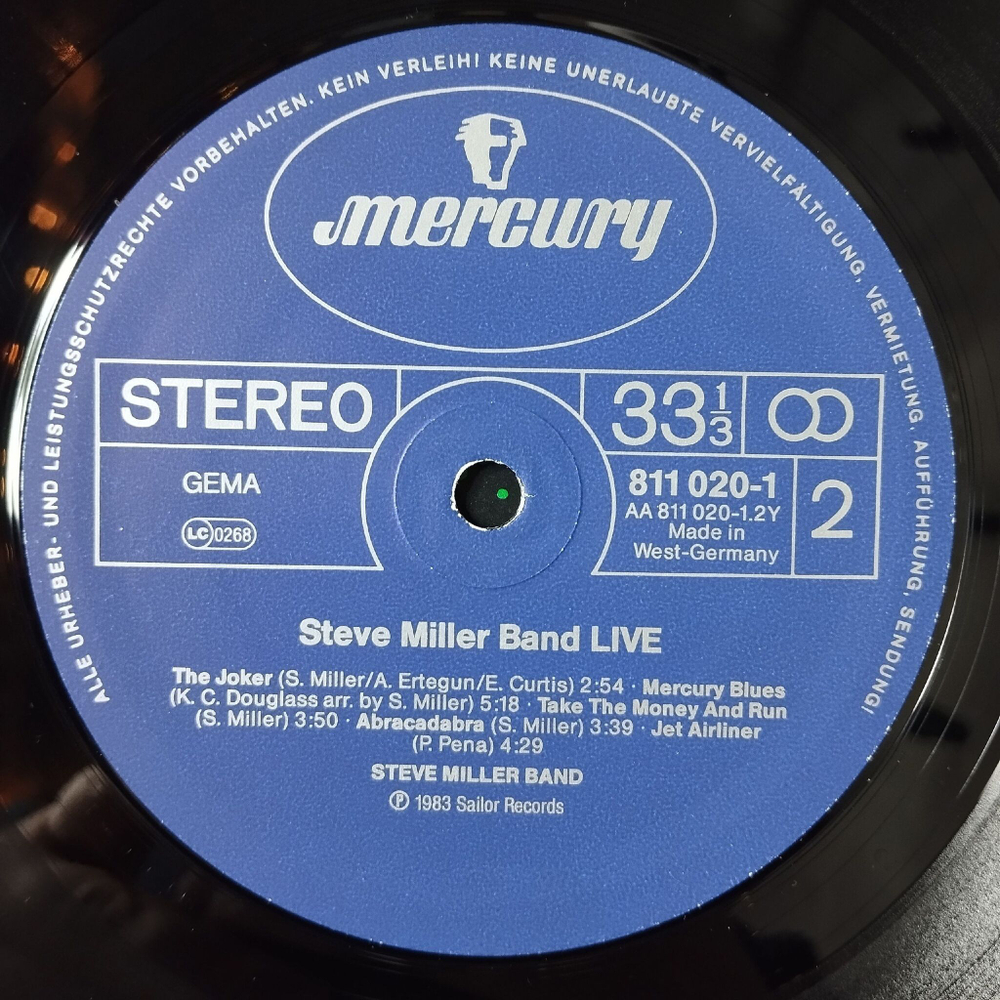 ALLE URHEBER- UND LEISTUNGSSCHUTZRECHTE VORBEHALTEN. KEIN VERLEIH! KEINE UNERLAUBTE VERVIELFÄLTIGUNG, VERMIETUNG, AUFFÜHRUNG, SENDUNG!
mercury
STEREO
33 1/3
GEMA
LC 0268
811 020-1
AA 811 020-1.2Y
Made in
West-Germany
2
Steve Miller Band LIVE
The Joker (S. Miller/A. Ertegun/E. Curtis) 2:54 · Mercury Blues
(K. C. Douglass arr. by S. Miller) 5:18 · Take The Money And Run
(S. Miller) 3:50 · Abracadabra (S. Miller) 3:39 · Jet Airliner
(P. Pena) 4:29
STEVE MILLER BAND
℗ 1983 Sailor Records